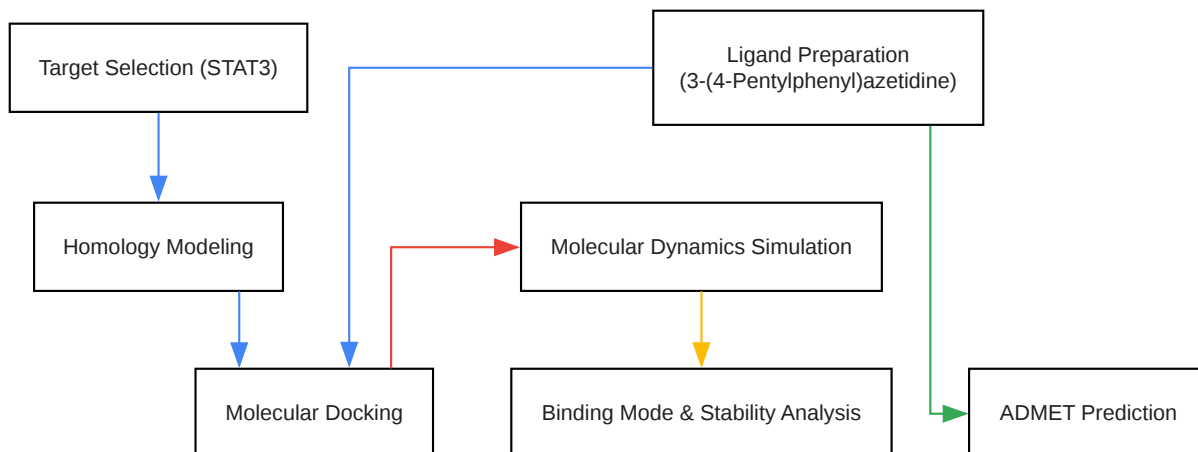 Target Selection (STAT3)
Ligand Preparation
(3-(4-Pentylphenyl)azetidine)
Homology Modeling
Molecular Dynamics Simulation
Molecular Docking
Binding Mode & Stability Analysis
ADMET Prediction